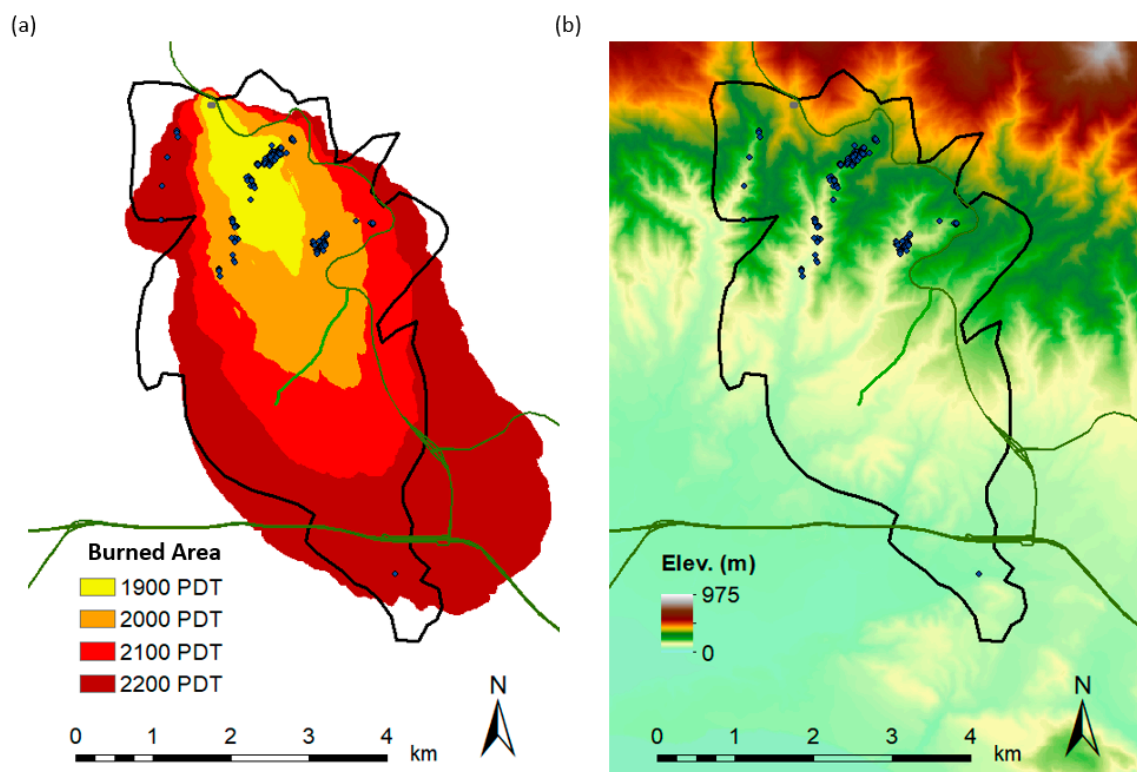 (a)
Burned Area
1900 PDT
2000 PDT
2100 PDT
2200 PDT
N
0 1 2 3 4
km
(b)
Elev. (m)
975
0
N
0 1 2 3 4
km